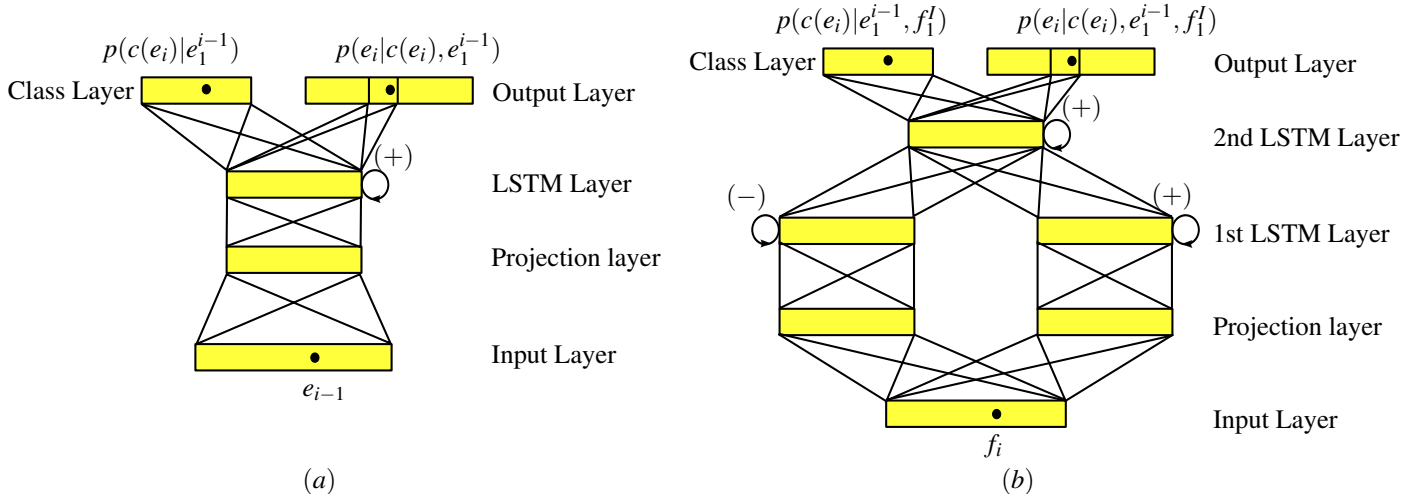 p(c(e_i)|e_1^{i-1})
p(e_i|c(e_i), e_1^{i-1})
Class Layer
Output Layer
(+)
LSTM Layer
Projection layer
Input Layer
e_{i-1}
(a)
p(c(e_i)|e_1^{i-1}, f_1^I)
p(e_i|c(e_i), e_1^{i-1}, f_1^I)
Class Layer
Output Layer
(+)
2nd LSTM Layer
(−)
(+)
1st LSTM Layer
Projection layer
Input Layer
f_i
(b)